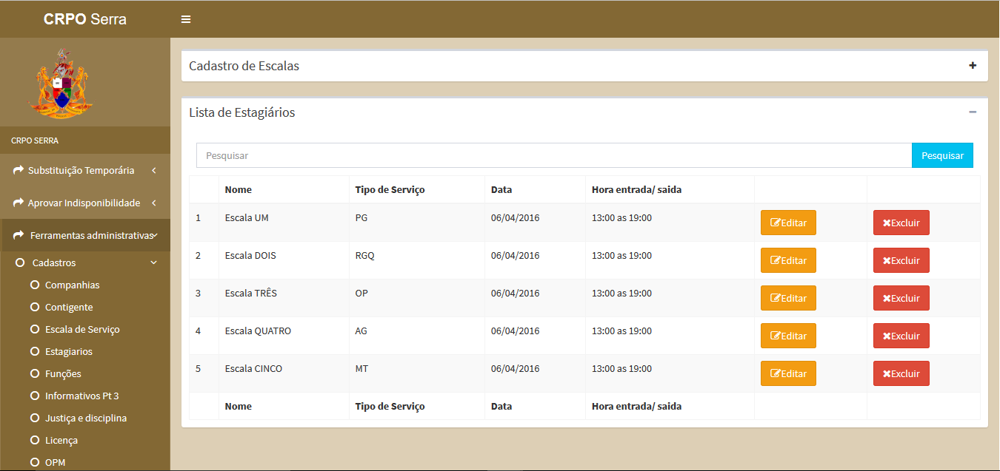 CRPO Serra
CRPO SERRA
Substituição Temporária
Aprovar Indisponibilidade
Ferramentas administrativas
Cadastros
Companhias
Contigente
Escala de Serviço
Estagiarios
Funções
Informativos Pt 3
Justiça e disciplina
Licença
OPM
Cadastro de Escalas
Lista de Estagiários
Pesquisar Pesquisar
Nome Tipo de Serviço Data Hora entrada/ saida
1 Escala UM PG 06/04/2016 13:00 as 19:00 Editar Excluir
2 Escala DOIS RGQ 06/04/2016 13:00 as 19:00 Editar Excluir
3 Escala TRÊS OP 06/04/2016 13:00 as 19:00 Editar Excluir
4 Escala QUATRO AG 06/04/2016 13:00 as 19:00 Editar Excluir
5 Escala CINCO MT 06/04/2016 13:00 as 19:00 Editar Excluir
Nome Tipo de Serviço Data Hora entrada/ saida